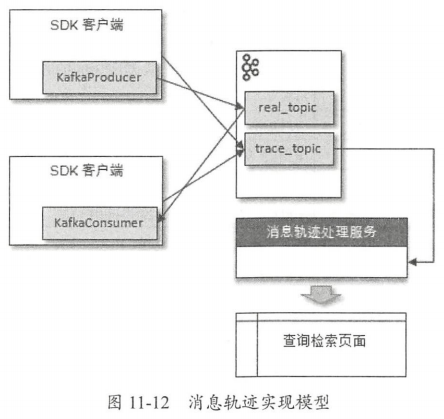 SDK 客户端
KafkaProducer
real_topic
trace_topic
SDK 客户端
KafkaConsumer
消息轨迹处理服务
查询检索页面
图 11-12 消息轨迹实现模型